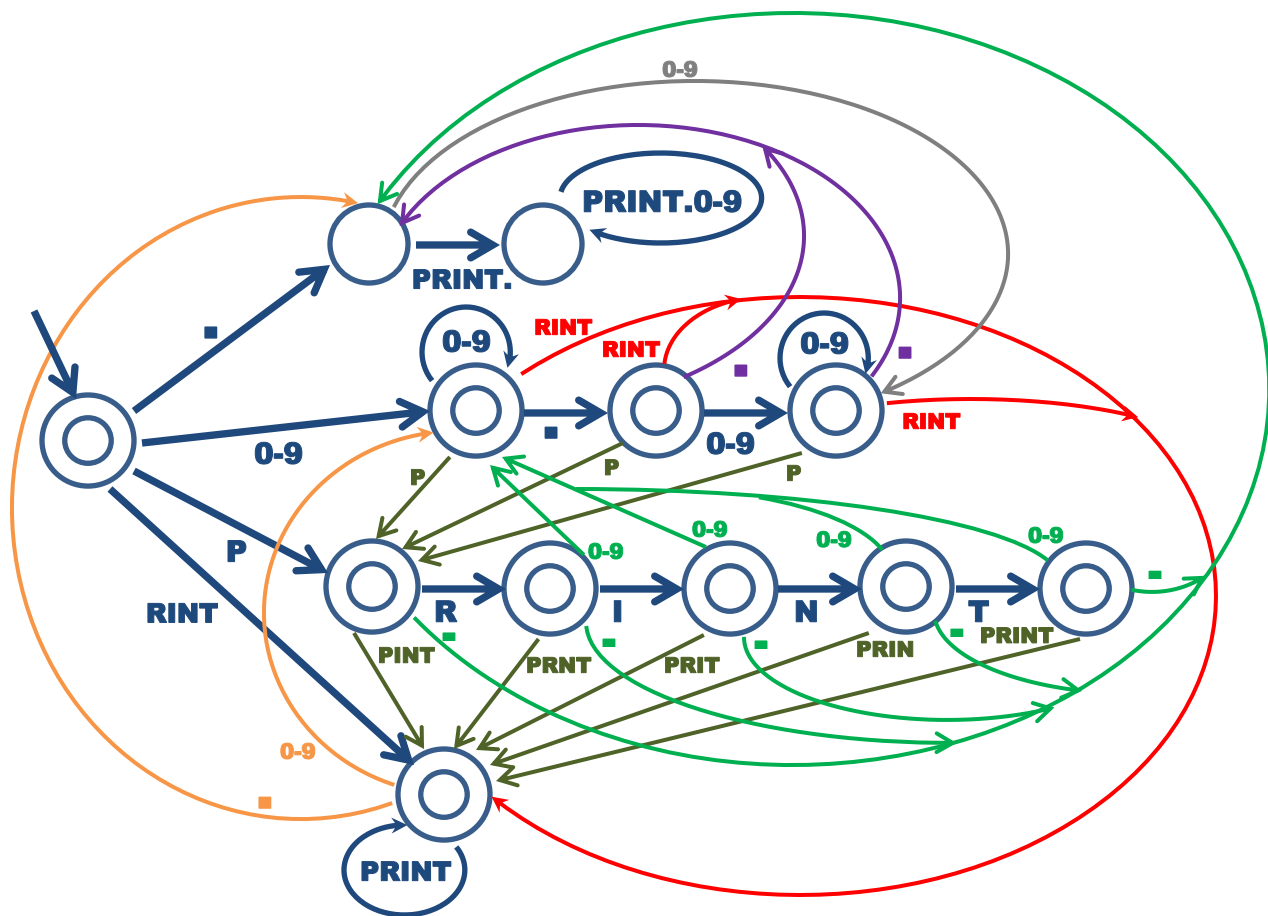 0-9
PRINT.0-9
PRINT.
.
RINT
0-9
RINT
0-9
.
.
RINT
0-9
.
0-9
P
P
P
P
0-9
0-9
0-9
0-9
.
RINT
R
I
N
T
.
.
.
.
PINT
PRNT
PRIT
PRIN
PRINT
0-9
.
PRINT